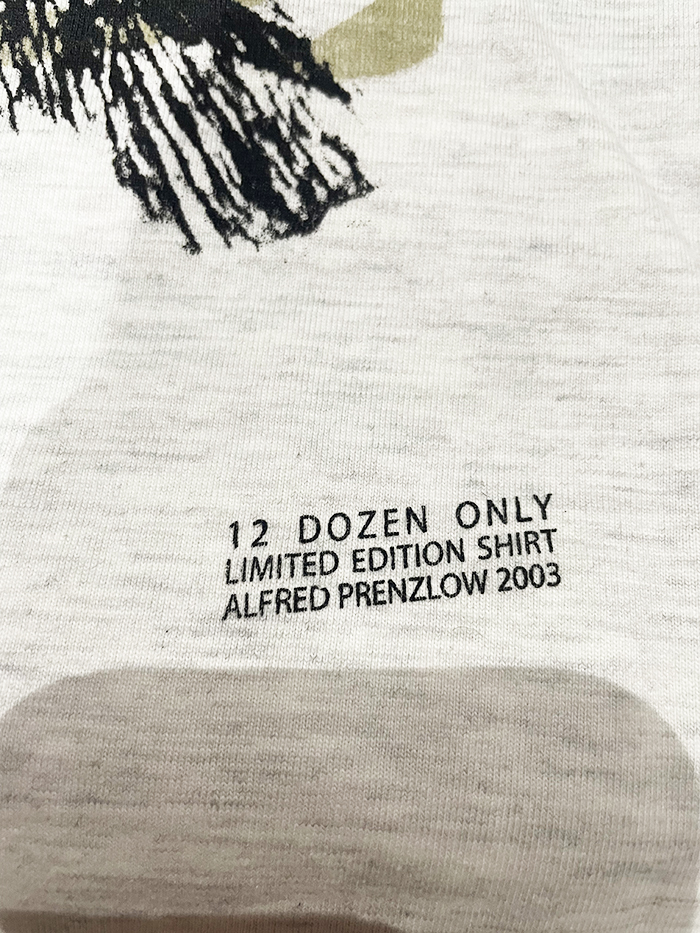 12 DOZEN ONLY
LIMITED EDITION SHIRT
ALFRED PRENZLOW 2003